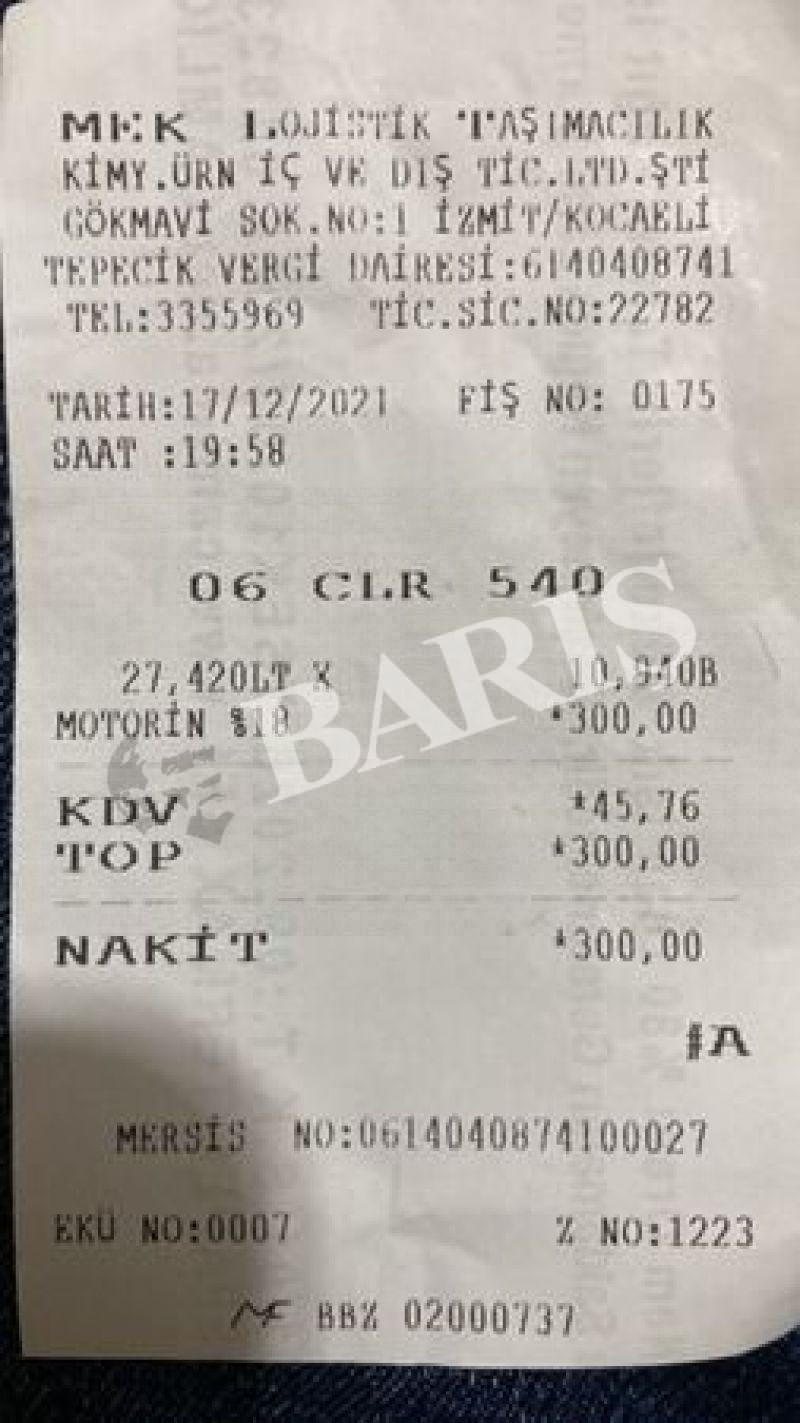 MEK LOJİSTİK TAŞIMACILIK
KİMY.ÜRN İÇ VE DIŞ TİC.LTD.ŞTİ
GÖKMAVİ SOK.NO:1 İZMİT/KOCAELİ
TEPECİK VERGİ DAİRESİ:6140408741
TEL:3355969 TİC.SİC.NO:22782
TARİH:17/12/2021 FİŞ NO: 0175
SAAT :19:58
06 CLR 540
27,420LT X 10,940B
MOTORİN %18 *300,00
BARIS
KDV *45,76
TOP *300,00
NAKİT *300,00
#A
MERSİS NO:0614040874100027
EKÜ NO:0007 Z NO:1223
MF BBZ 02000737